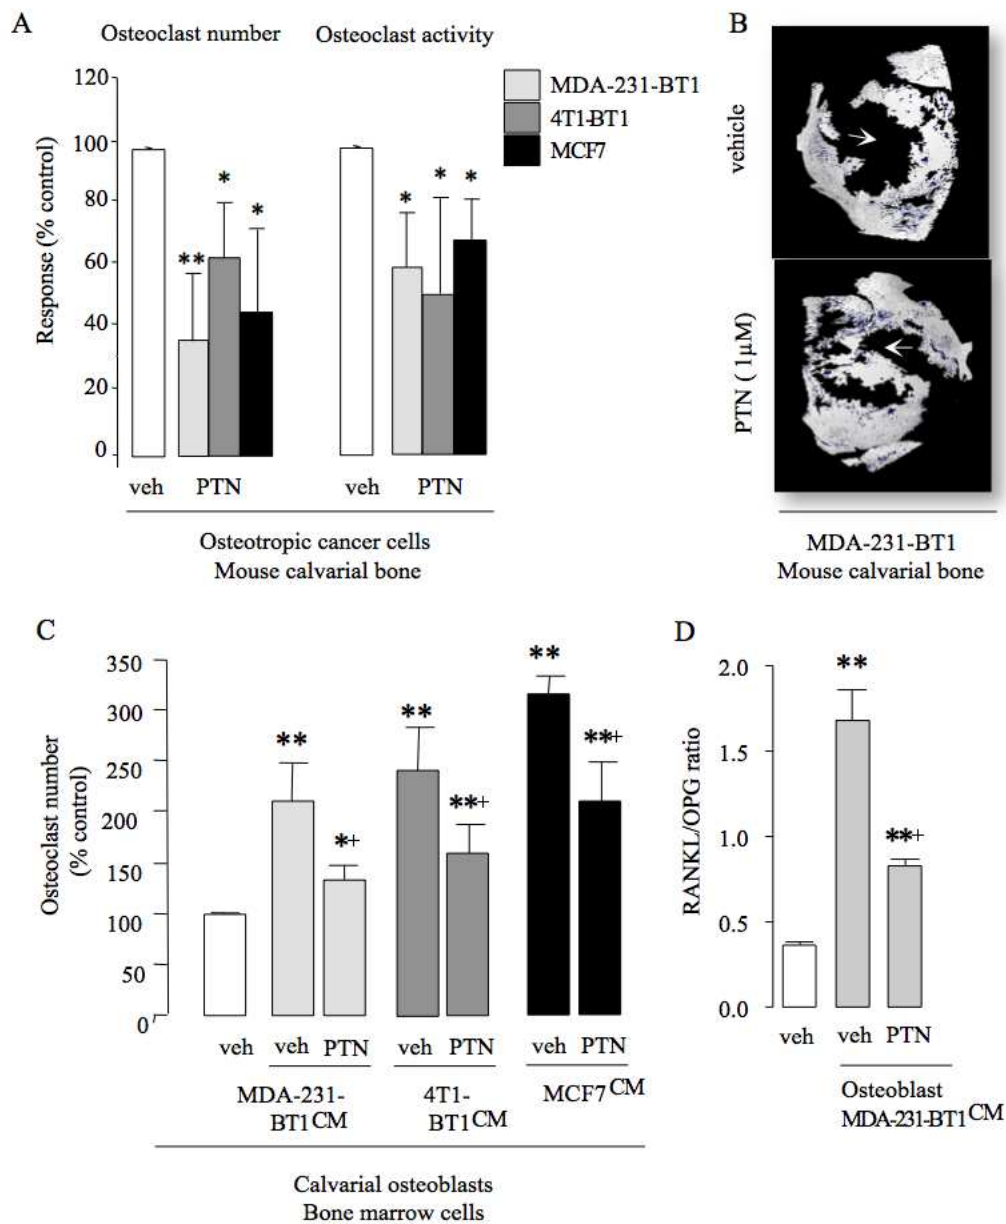 A
Osteoclast number
Osteoclast activity
120
100
80
60
40
20
0
Response (% control)
MDA-231-BT1
4T1-BT1
MCF7
**
*
*
*
*
*
veh
PTN
veh
PTN
Osteotropic cancer cells
Mouse calvarial bone
B
vehicle
PTN ( 1µM)
MDA-231-BT1
Mouse calvarial bone
C
350
300
250
200
150
100
50
0
Osteoclast number
(% control)
**
*+
**
**+
**
**+
veh
veh
PTN
veh
PTN
veh
PTN
MDA-231-
BT1CM
4T1-
BT1CM
MCF7CM
Calvarial osteoblasts
Bone marrow cells
D
2.0
1.5
1.0
0.5
0.0
RANKL/OPG ratio
**
**+
veh
veh
PTN
Osteoblast
MDA-231-BT1CM